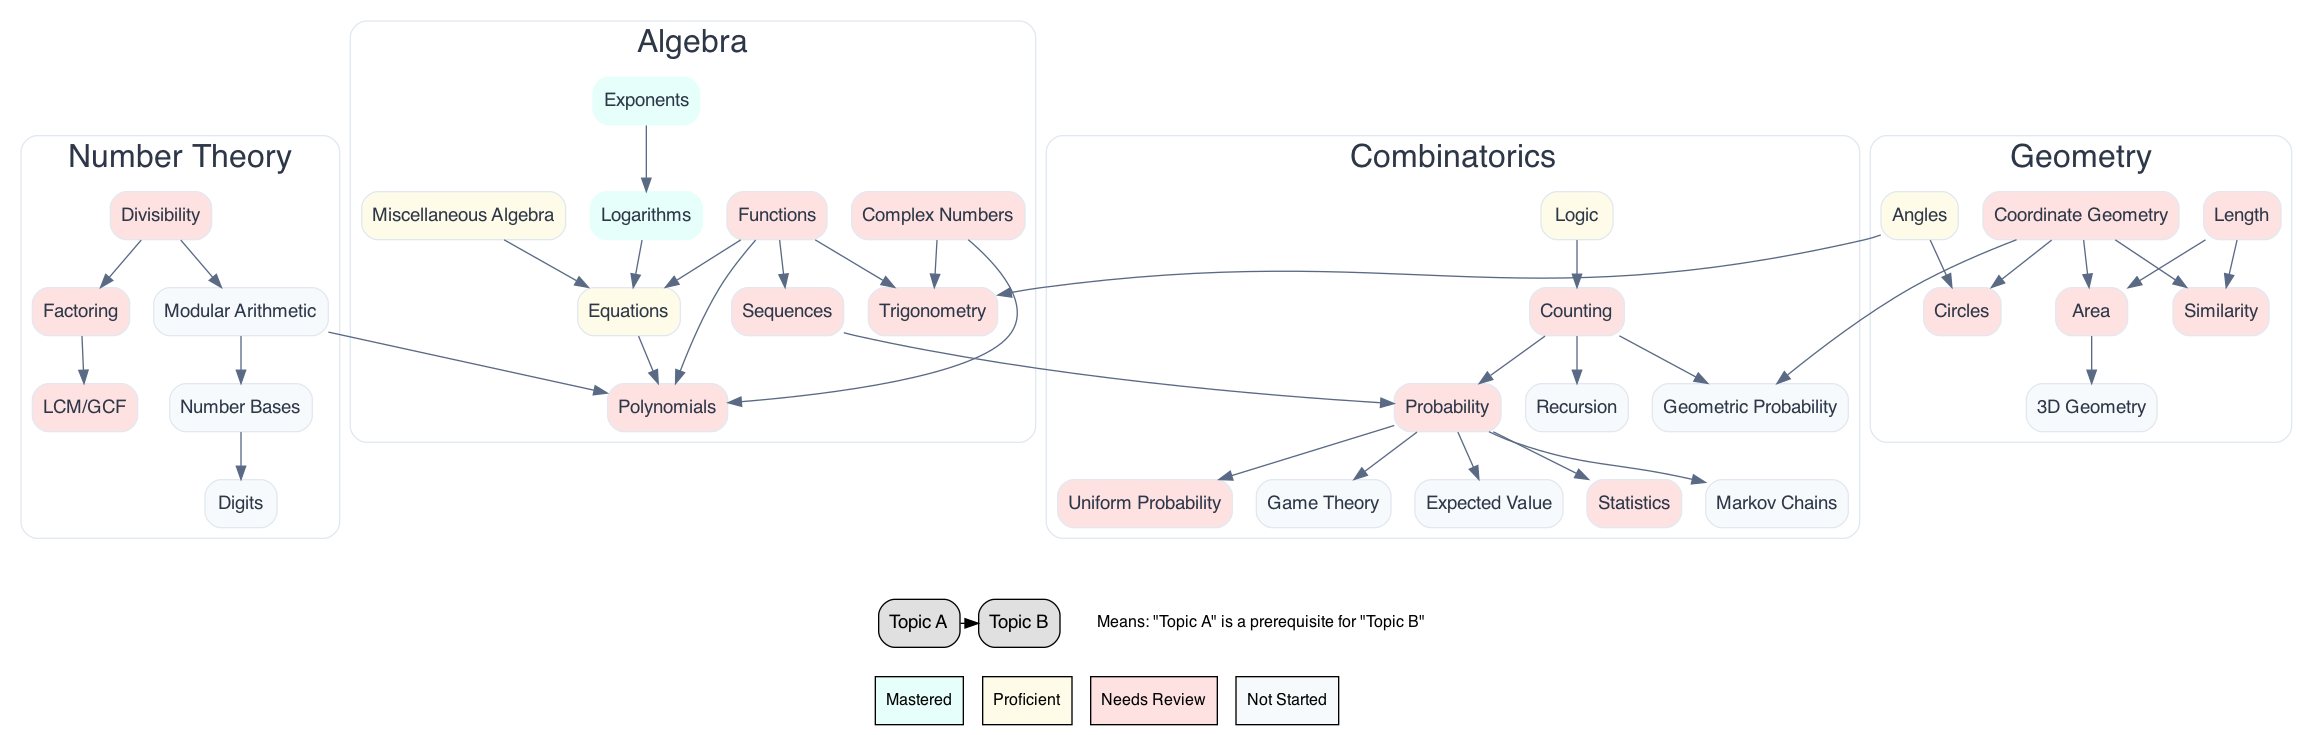 Algebra
Exponents
Number Theory
Combinatorics
Geometry
Divisibility
Miscellaneous Algebra
Logarithms
Functions
Complex Numbers
Logic
Angles
Coordinate Geometry
Length
Factoring
Modular Arithmetic
Equations
Sequences
Trigonometry
Counting
Circles
Area
Similarity
LCM/GCF
Number Bases
Polynomials
Probability
Recursion
Geometric Probability
3D Geometry
Digits
Uniform Probability
Game Theory
Expected Value
Statistics
Markov Chains
Topic A
Topic B
Means: "Topic A" is a prerequisite for "Topic B"
Mastered
Proficient
Needs Review
Not Started